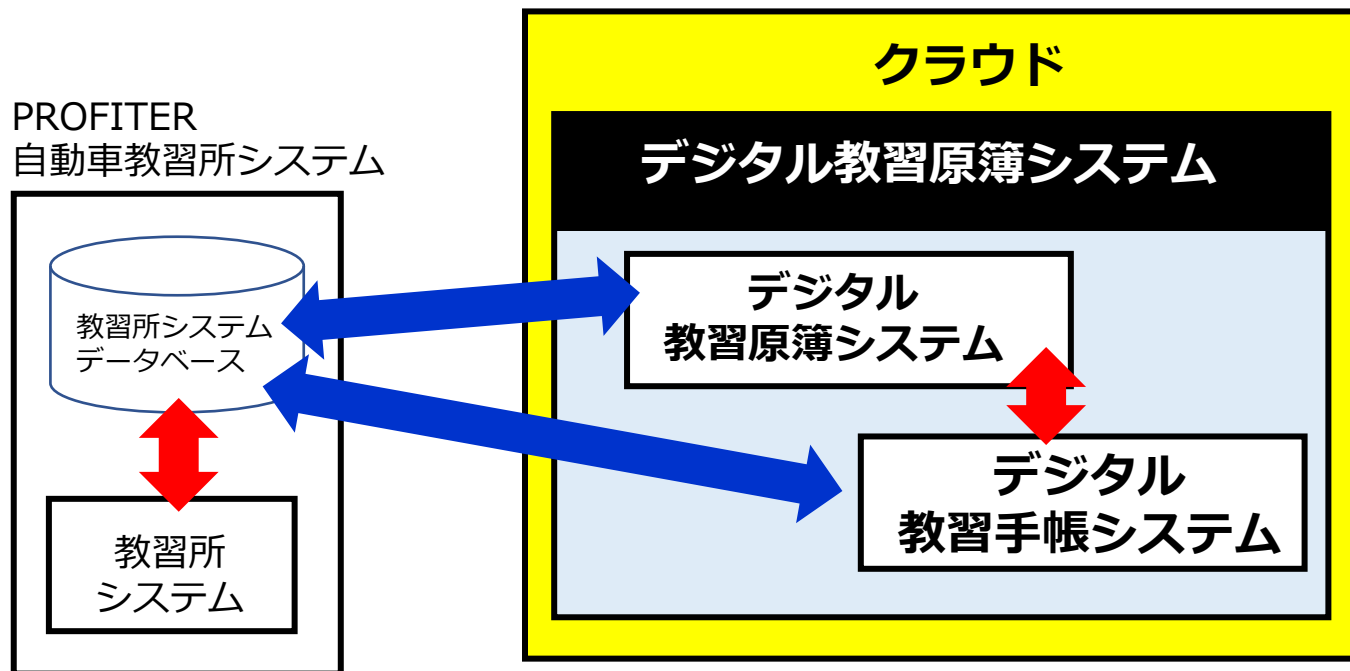 クラウド
PROFITER
自動車教習所システム
デジタル教習原簿システム
教習所システム
データベース
デジタル
教習原簿システム
デジタル
教習手帳システム
教習所
システム